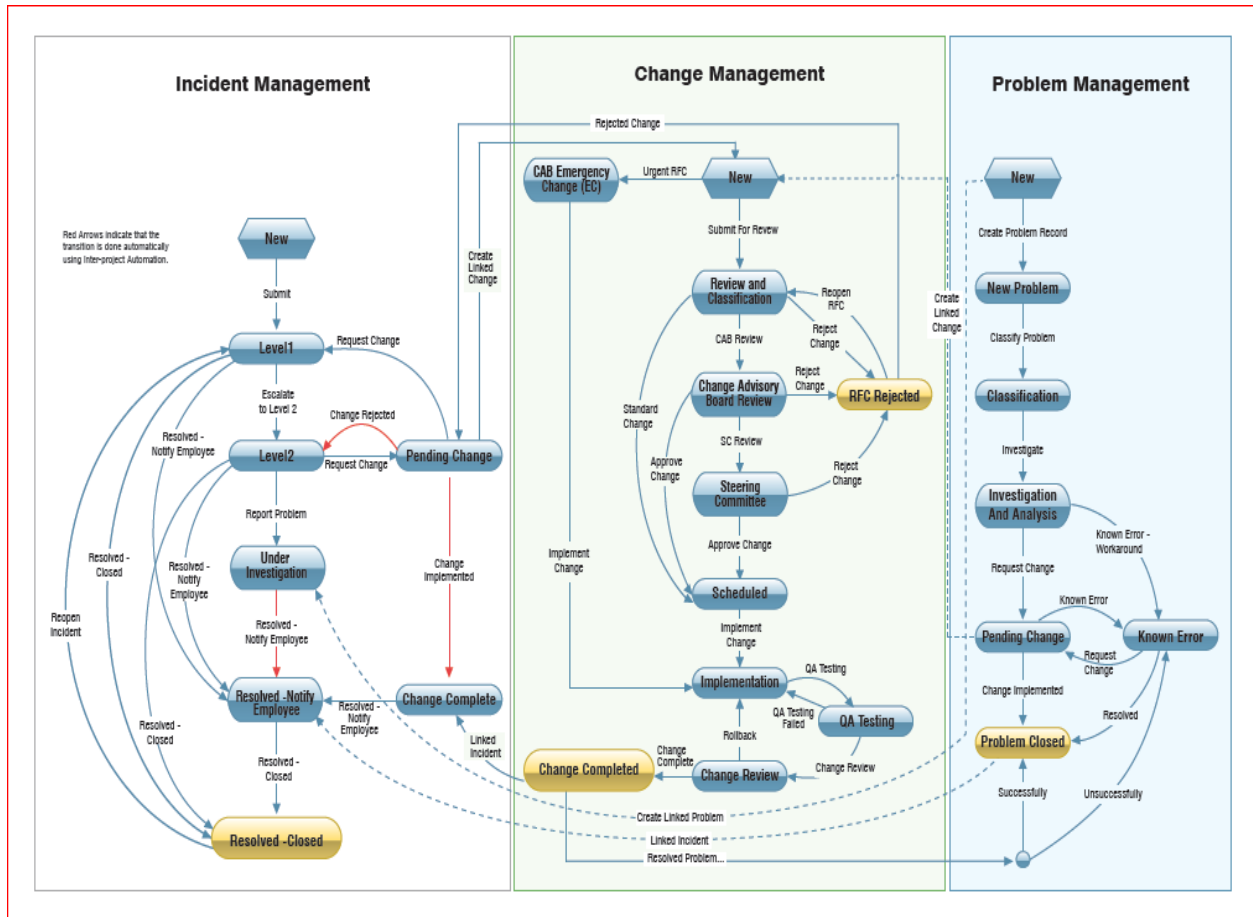 Incident Management
Change Management
Problem Management
Red Arrows indicate that the
transition is done automatically
using Inter-project Automation.
New
Submit
Level1
Request Change
Escalate
to Level 2
Change Rejected
Level2
Request Change
Pending Change
Resolved -
Notify Employee
Report Problem
Under
Investigation
Resolved -
Closed
Resolved -
Notify
Employee
Change
Implemented
Reopen
Incident
Resolved -
Notify Employee
Resolved -Notify
Employee
Resolved -
Notify
Employee
Change Complete
Resolved -
Closed
Resolved -
Closed
Resolved -Closed
Linked
Incident
Create
Linked
Change
Rejected Change
CAB Emergency
Change (EC)
Urgent RFC
New
Submit For Revew
Review and
Classification
Reopen
RFC
Reject
Change
CAB Review
Change Advisory
Board Review
Reject
Change
RFC Rejected
Standard
Change
Approve
Change
SC Review
Steering
Committee
Reject
Change
Approve Change
Implement
Change
Scheduled
Implement
Change
Implementation
QA Testing
QA Testing
Failed
QA Testing
Rollback
Change Review
Change Review
Change
Complete
Change Completed
Create Linked Problem
Linked Incident
Resolved Problem...
New
Create Problem Record
New Problem
Create
Linked
Change
Classify Problem
Classification
Investigate
Investigation
And Analysis
Known Error -
Workaround
Request Change
Known Error
Pending Change
Known Error
Request
Change
Change Implemented
Resolved
Problem Closed
Successfully
Unsuccessfully